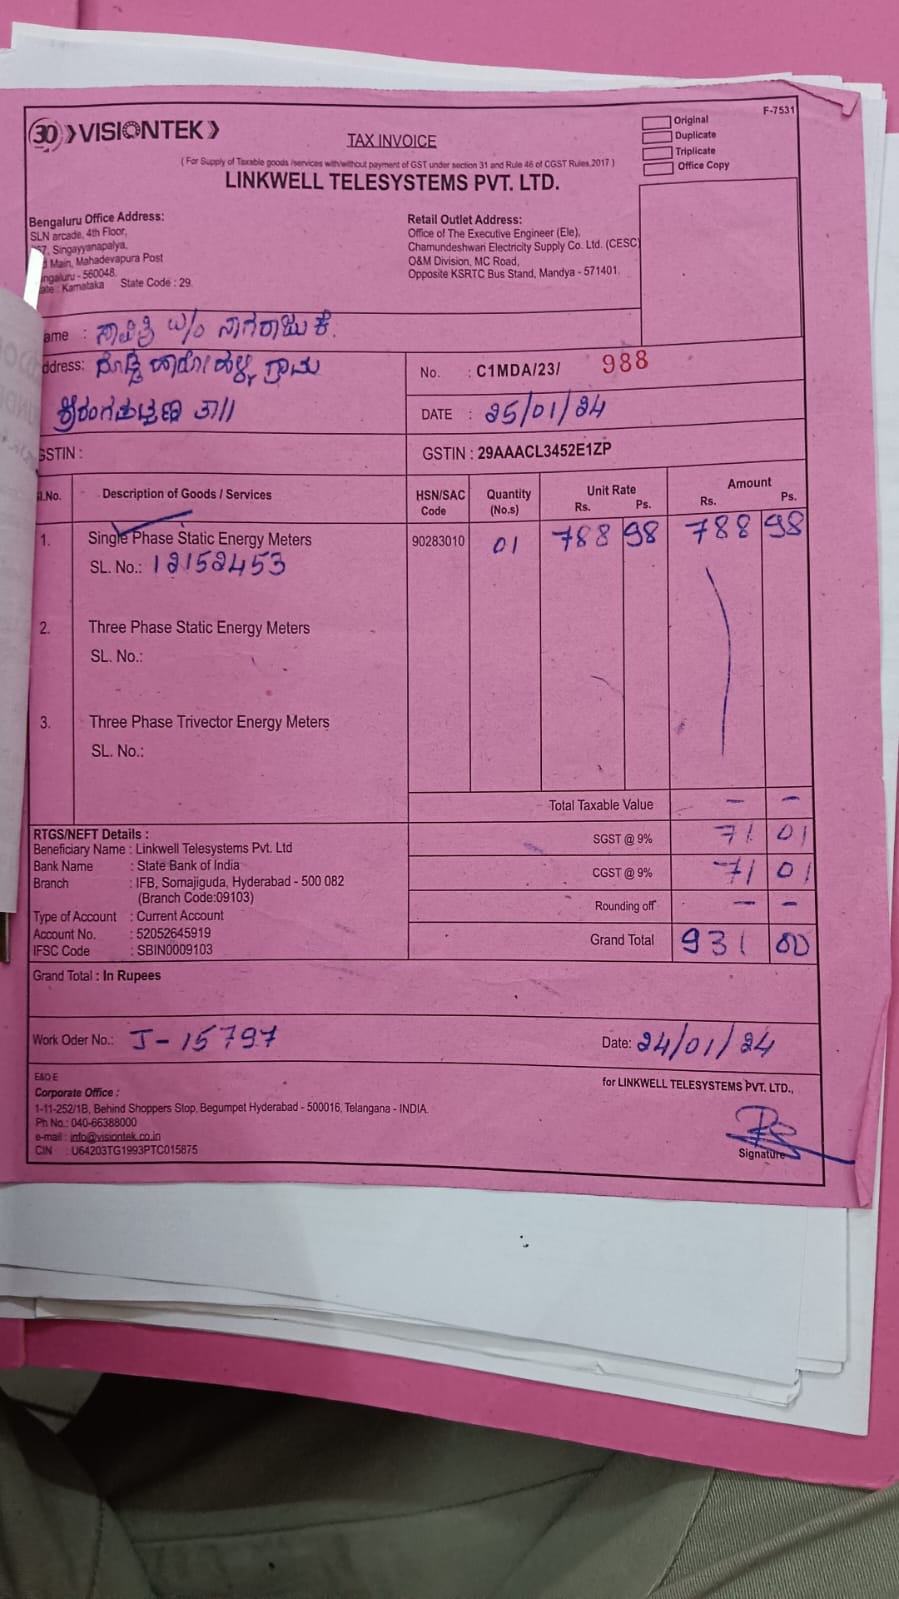 30 VISIONTEK
F-7531
TAX INVOICE
Original
Duplicate
Triplicate
Office Copy
( For Supply of Taxable goods /services with/without payment of GST under section 31 and Rule 46 of CGST Rules,2017 )
LINKWELL TELESYSTEMS PVT. LTD.
Bengaluru Office Address:
SLN arcade, 4th Floor,
Singayyanapalya,
Main, Mahadevapura Post
ngaluru - 560048.
ate : Karnataka State Code : 29.
Retail Outlet Address:
Office of The Executive Engineer (Ele),
Chamundeshwari Electricity Supply Co. Ltd. (CESC)
O&M Division, MC Road,
Opposite KSRTC Bus Stand, Mandya - 571401.
ame : ಸಾವಿತ್ರಿ W/o ನಾಗರಾಜು ಕೆ.
ddress: ಗ್ರಾಮ
ಶ್ರೀರಂಗಪಟ್ಟಣ ತಾ//
No. : C1MDA/23/ 988
DATE : 25/01/24
GSTIN :
GSTIN : 29AAACL3452E1ZP
Sl.No. Description of Goods / Services HSN/SAC Code Quantity (No.s) Unit Rate Rs. Ps. Amount Rs. Ps.
1. Single Phase Static Energy Meters 90283010 01 788 98 788 98
SL. No.: 12152453
2. Three Phase Static Energy Meters
SL. No.:
3. Three Phase Trivector Energy Meters
SL. No.:
Total Taxable Value - -
SGST @ 9% 71 01
CGST @ 9% 71 01
Rounding off - -
Grand Total 931 00
RTGS/NEFT Details :
Beneficiary Name : Linkwell Telesystems Pvt. Ltd
Bank Name : State Bank of India
Branch : IFB, Somajiguda, Hyderabad - 500 082
(Branch Code:09103)
Type of Account : Current Account
Account No. : 52052645919
IFSC Code : SBIN0009103
Grand Total : In Rupees
Work Oder No.: J-15797
Date: 24/01/24
E&O E
Corporate Office :
1-11-252/1B, Behind Shoppers Stop, Begumpet Hyderabad - 500016, Telangana - INDIA.
Ph No.: 040-66388000
e-mail : info@visiontek.co.in
CIN : U64203TG1993PTC015875
for LINKWELL TELESYSTEMS PVT. LTD.,
Signature